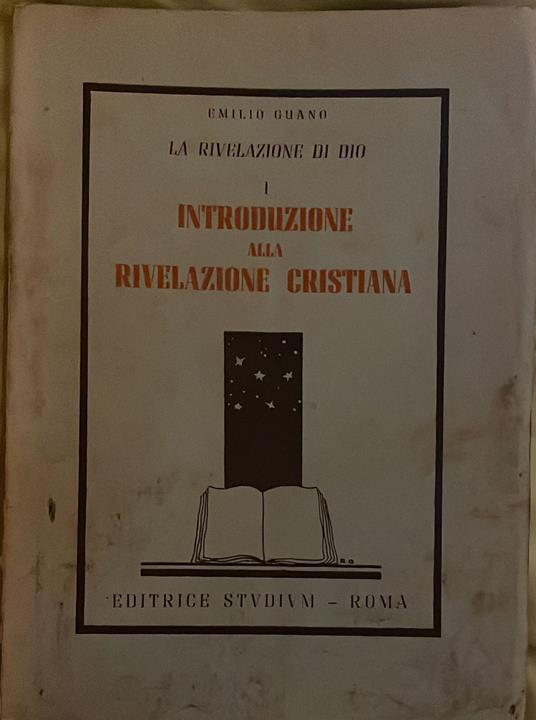 EMILIO GUANO
LA RIVELAZIONE DI DIO
I
INTRODUZIONE
ALLA
RIVELAZIONE CRISTIANA
R G
EDITRICE STVDIVM - ROMA